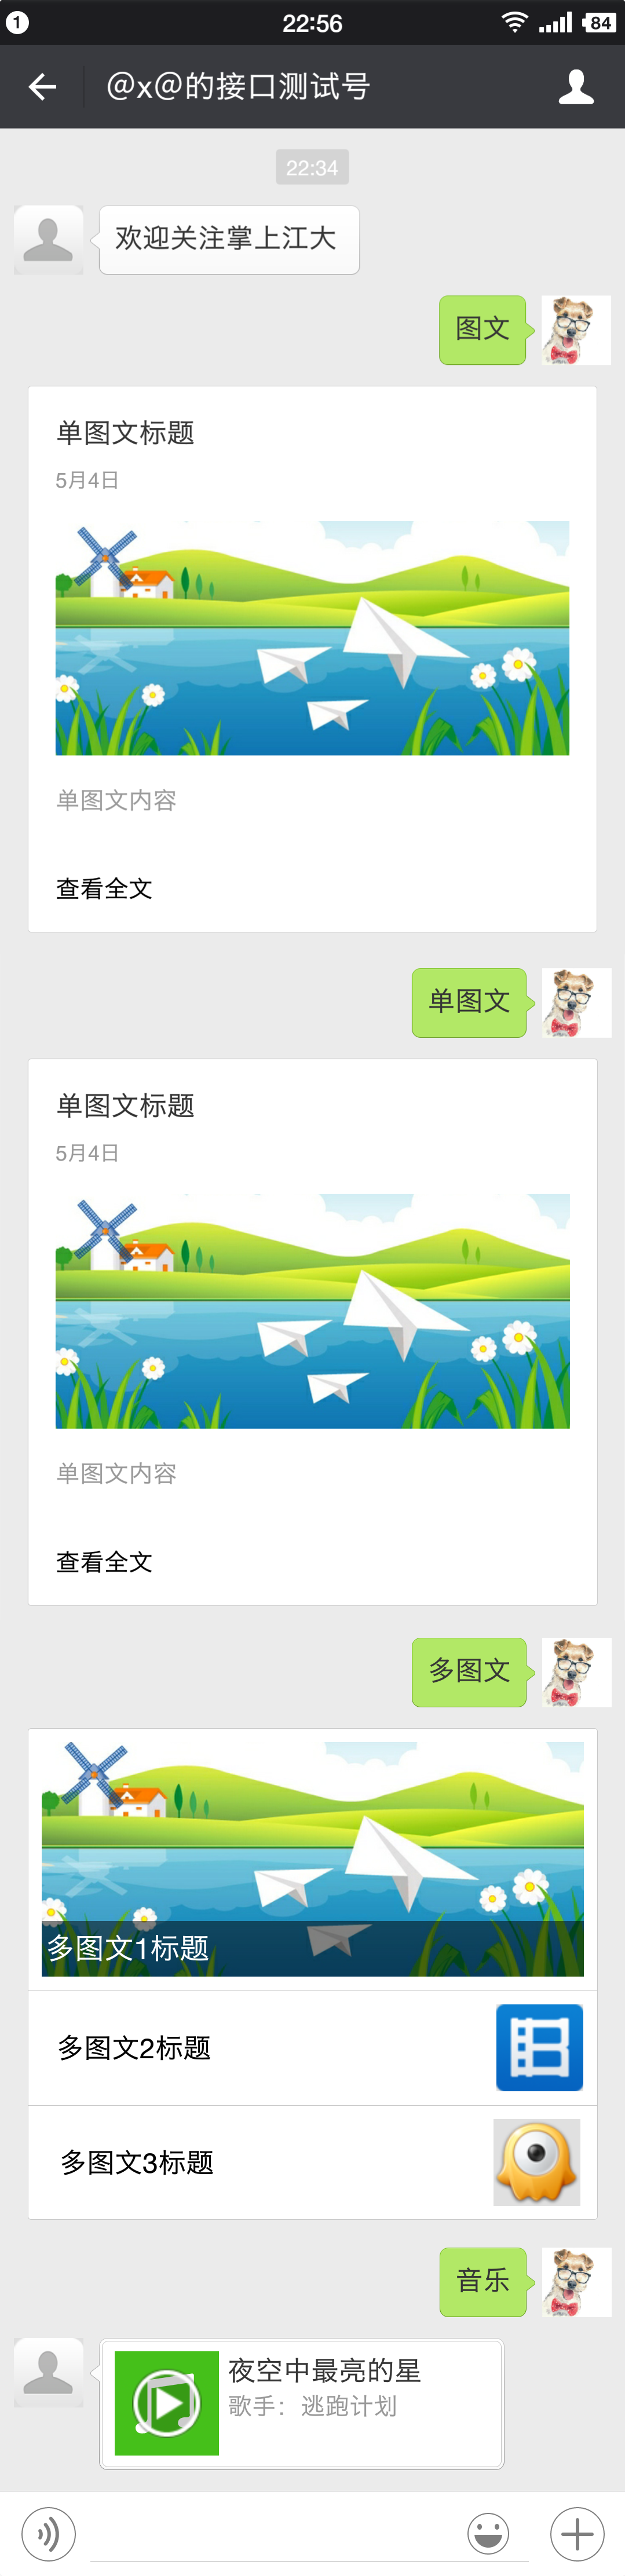 1
22:56
84
@x@的接口测试号
22:34
欢迎关注掌上江大
图文
单图文标题
5月4日
单图文内容
查看全文
单图文
单图文标题
5月4日
单图文内容
查看全文
多图文
多图文1标题
多图文2标题
多图文3标题
音乐
夜空中最亮的星
歌手：逃跑计划